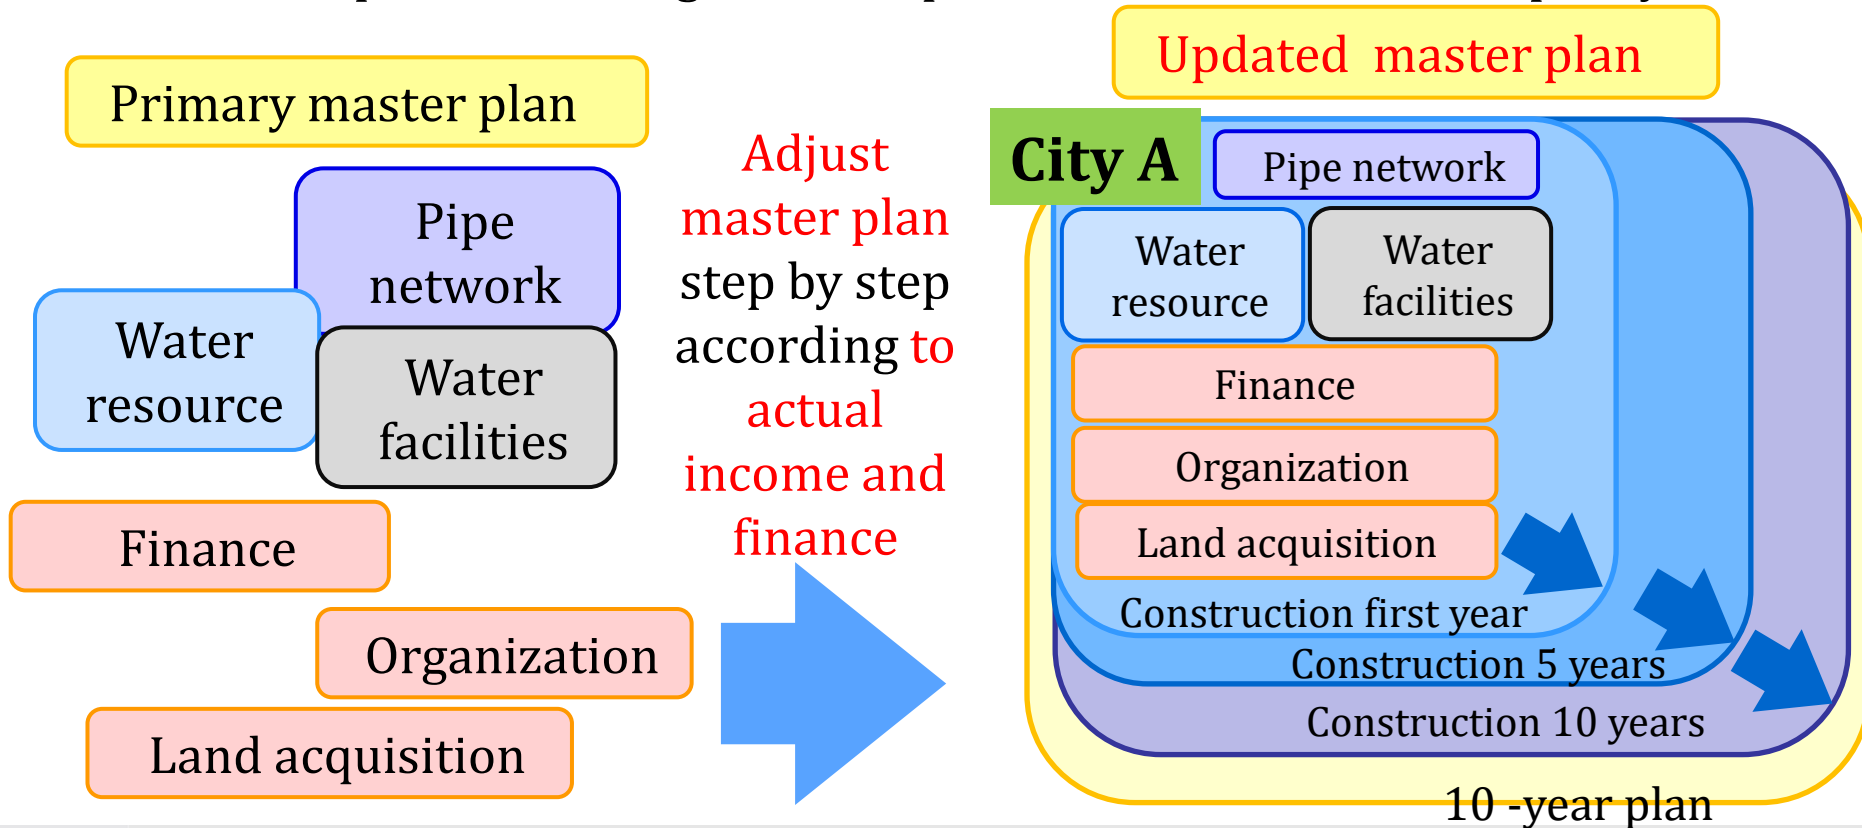 Primary master plan
Pipe
network
Water
resource
Water
facilities
Finance
Organization
Land acquisition
Adjust
master plan
step by step
according to
actual
income and
finance
Updated master plan
City A
Pipe network
Water
resource
Water
facilities
Finance
Organization
Land acquisition
Construction first year
Construction 5 years
Construction 10 years
10 -year plan